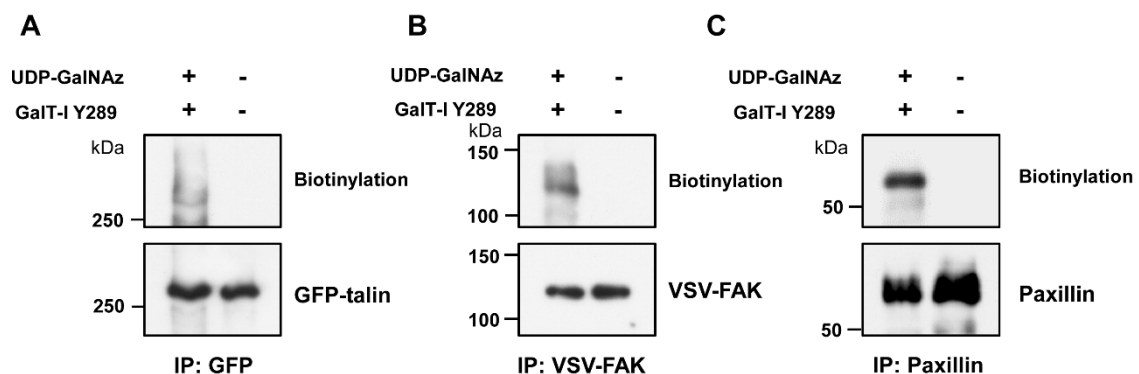 A
UDP-GalNAz + -
GalT-I Y289 + -
kDa
Biotinylation
250
GFP-talin
250
IP: GFP
B
UDP-GalNAz + -
GalT-I Y289 + -
kDa
150
Biotinylation
100
150
VSV-FAK
100
IP: VSV-FAK
C
UDP-GalNAz + -
GalT-I Y289 + -
kDa
Biotinylation
50
Paxillin
50
IP: Paxillin